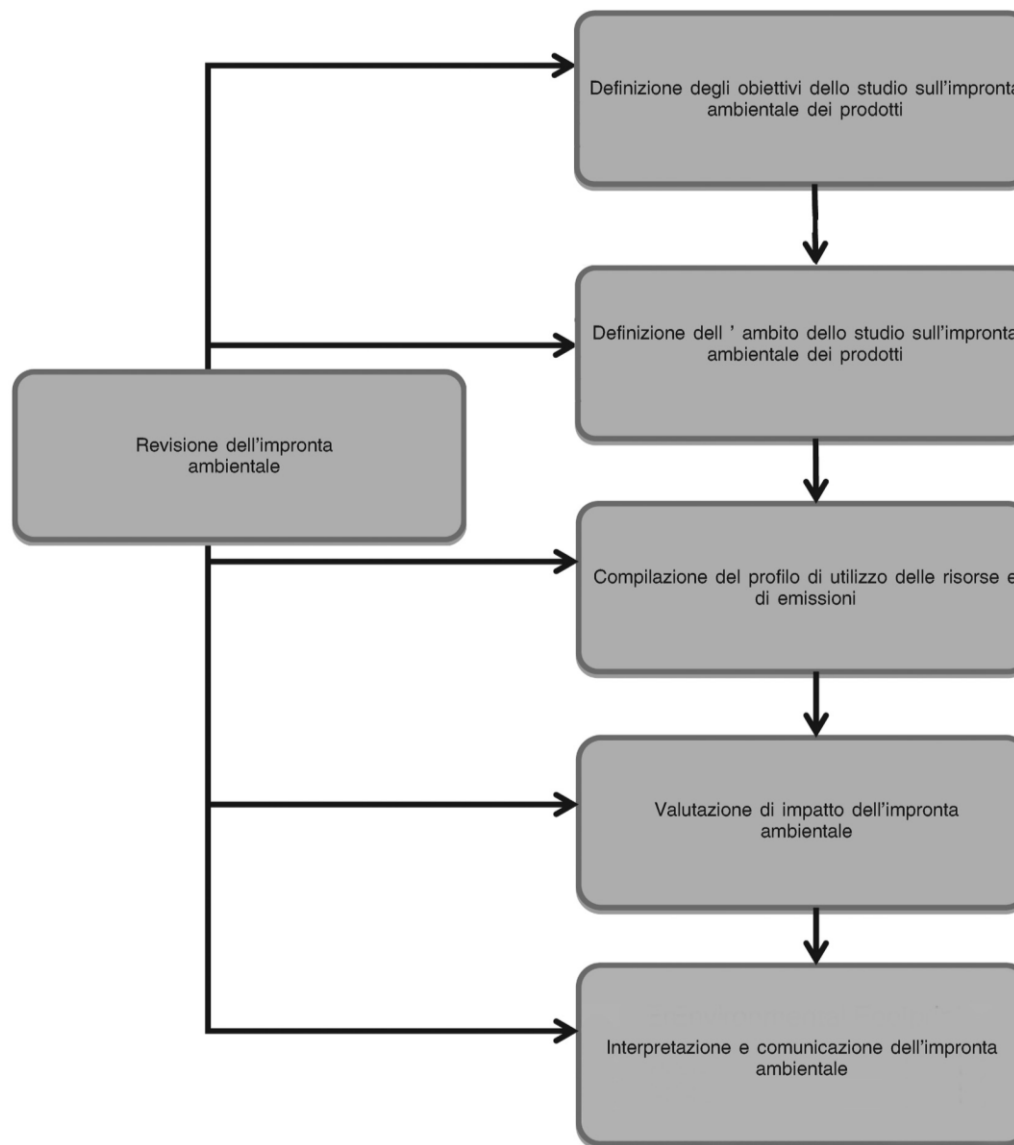 Definizione degli obiettivi dello studio sull'impronta
ambientale dei prodotti
Definizione dell ' ambito dello studio sull'impronta
ambientale dei prodotti
Revisione dell'impronta
ambientale
Compilazione del profilo di utilizzo delle risorse e
di emissioni
Valutazione di impatto dell'impronta
ambientale
Interpretazione e comunicazione dell'impronta
ambientale